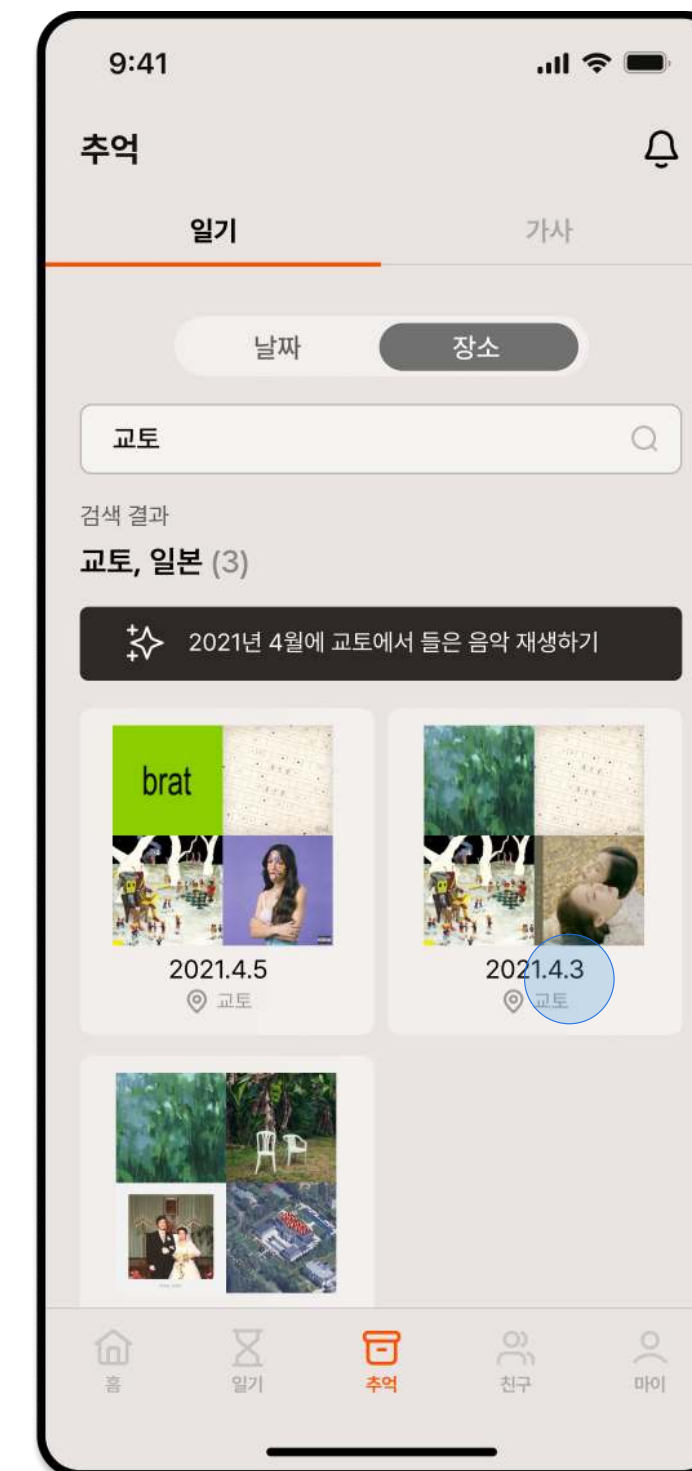 9:41
추억
일기 가사
날짜 장소
교토
검색 결과
교토, 일본 (3)
2021년 4월에 교토에서 들은 음악 재생하기
brat
2021.4.5
교토
2021.4.3
교토
홈 일기 추억 친구 마이